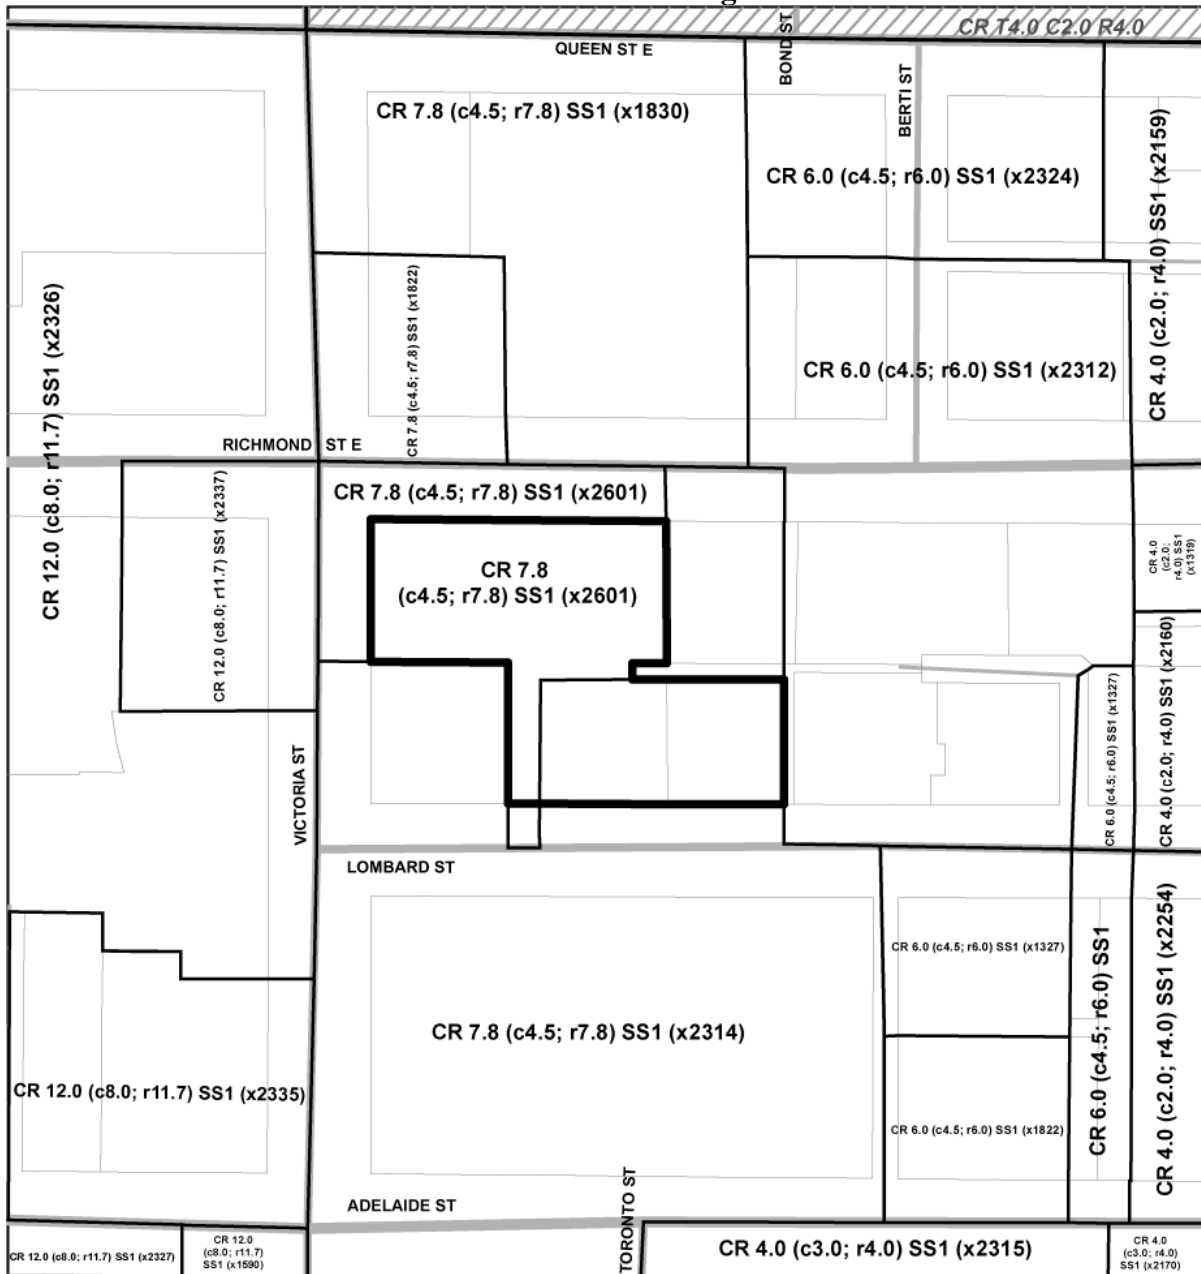 CR T4.0 C2.0 R4.0
QUEEN ST E
BOND ST
BERTI ST
CR 7.8 (c4.5; r7.8) SS1 (x1830)
CR 6.0 (c4.5; r6.0) SS1 (x2324)
CR 4.0 (c2.0; r4.0) SS1 (x2159)
CR 12.0 (c8.0; r11.7) SS1 (x2326)
CR 7.8 (c4.5; r7.8) SS1 (x1822)
CR 6.0 (c4.5; r6.0) SS1 (x2312)
RICHMOND ST E
CR 12.0 (c8.0; r11.7) SS1 (x2337)
CR 7.8 (c4.5; r7.8) SS1 (x2601)
CR 7.8
(c4.5; r7.8) SS1 (x2601)
CR 4.0
(c2.0;
r4.0) SS1
(x1319)
CR 6.0 (c4.5; r6.0) SS1 (x1327)
CR 4.0 (c2.0; r4.0) SS1 (x2160)
VICTORIA ST
LOMBARD ST
CR 6.0 (c4.5; r6.0) SS1 (x1327)
CR 6.0 (c4.5; r6.0) SS1
CR 4.0 (c2.0; r4.0) SS1 (x2254)
CR 7.8 (c4.5; r7.8) SS1 (x2314)
CR 12.0 (c8.0; r11.7) SS1 (x2335)
CR 6.0 (c4.5; r6.0) SS1 (x1822)
ADELAIDE ST
TORONTO ST
CR 12.0 (c8.0; r11.7) SS1 (x2327)
CR 12.0
(c8.0; r11.7)
SS1 (x1590)
CR 4.0 (c3.0; r4.0) SS1 (x2315)
CR 4.0
(c3.0; r4.0)
SS1 (x2170)